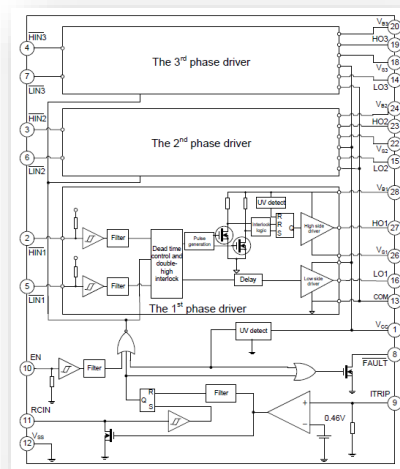 HIN3
4
7
LIN3
The 3rd phase driver
VB3
20
HO3
19
18
VS3
LO3
14
HIN2
3
6
LIN2
The 2nd phase driver
VB2
24
HO2
23
22
VS2
LO2
15
VB1
28
UV detect
Pulse generation
Interlock logic
R
R
S
Q
High side driver
HO1
27
VS1
26
2
HIN1
Filter
Dead time control and double-high interlock
5
LIN1
Filter
Delay
Low side driver
LO1
16
COM
13
The 1st phase driver
VCC
1
UV detect
EN
10
Filter
8
FAULT
R
Q
S
Filter
ITRIP
9
0.46V
RCIN
11
VSS
12